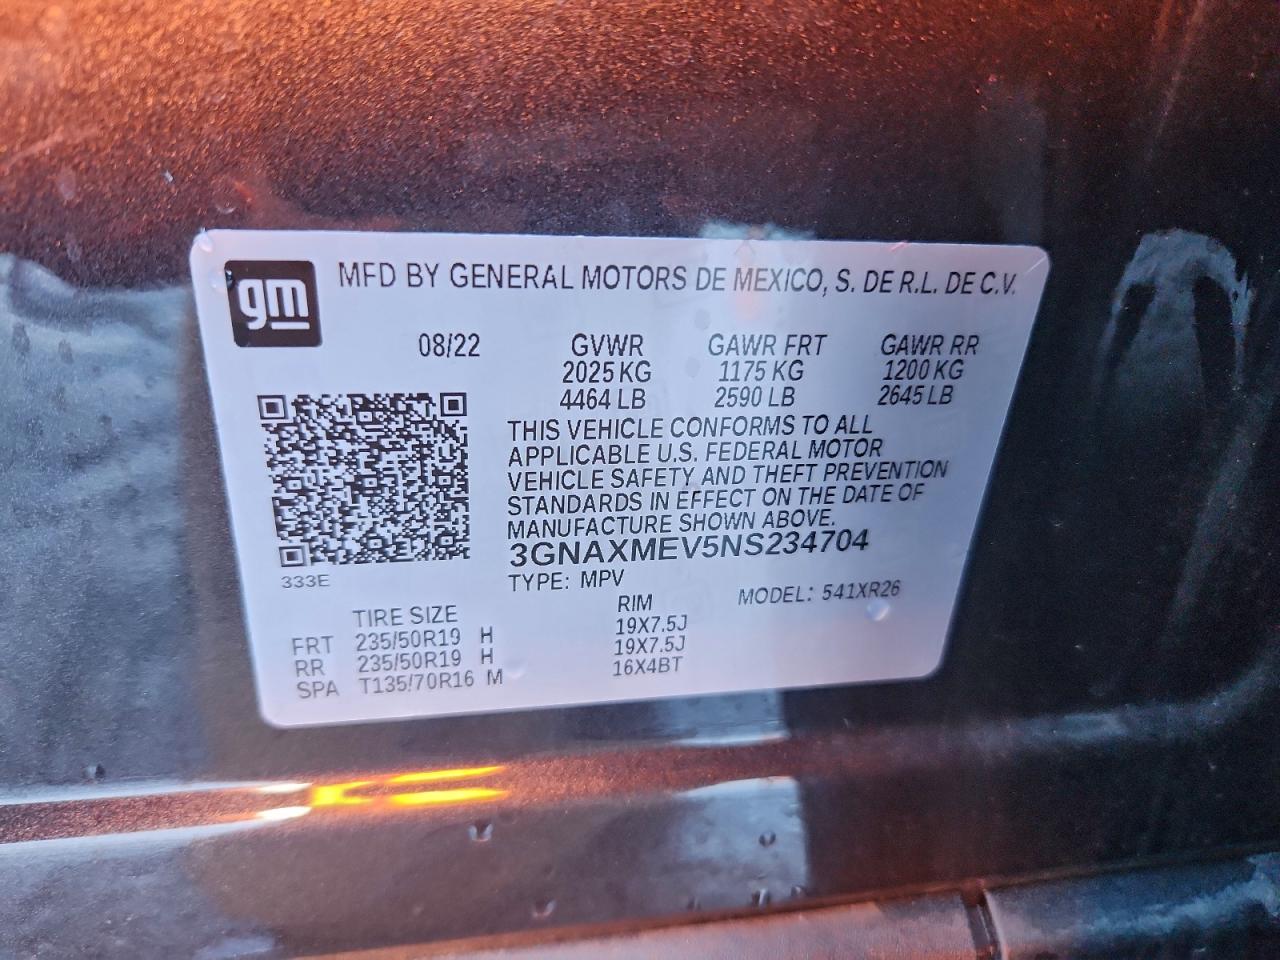 gm
MFD BY GENERAL MOTORS DE MEXICO, S. DE R.L. DE C.V.
08/22 GVWR GAWR FRT GAWR RR
2025 KG 1175 KG 1200 KG
4464 LB 2590 LB 2645 LB
THIS VEHICLE CONFORMS TO ALL
APPLICABLE U.S. FEDERAL MOTOR
VEHICLE SAFETY AND THEFT PREVENTION
STANDARDS IN EFFECT ON THE DATE OF
MANUFACTURE SHOWN ABOVE.
3GNAXMEV5NS234704
333E
TYPE: MPV MODEL: 541XR26
TIRE SIZE RIM
FRT 235/50R19 H 19X7.5J
RR 235/50R19 H 19X7.5J
SPA T135/70R16 M 16X4BT